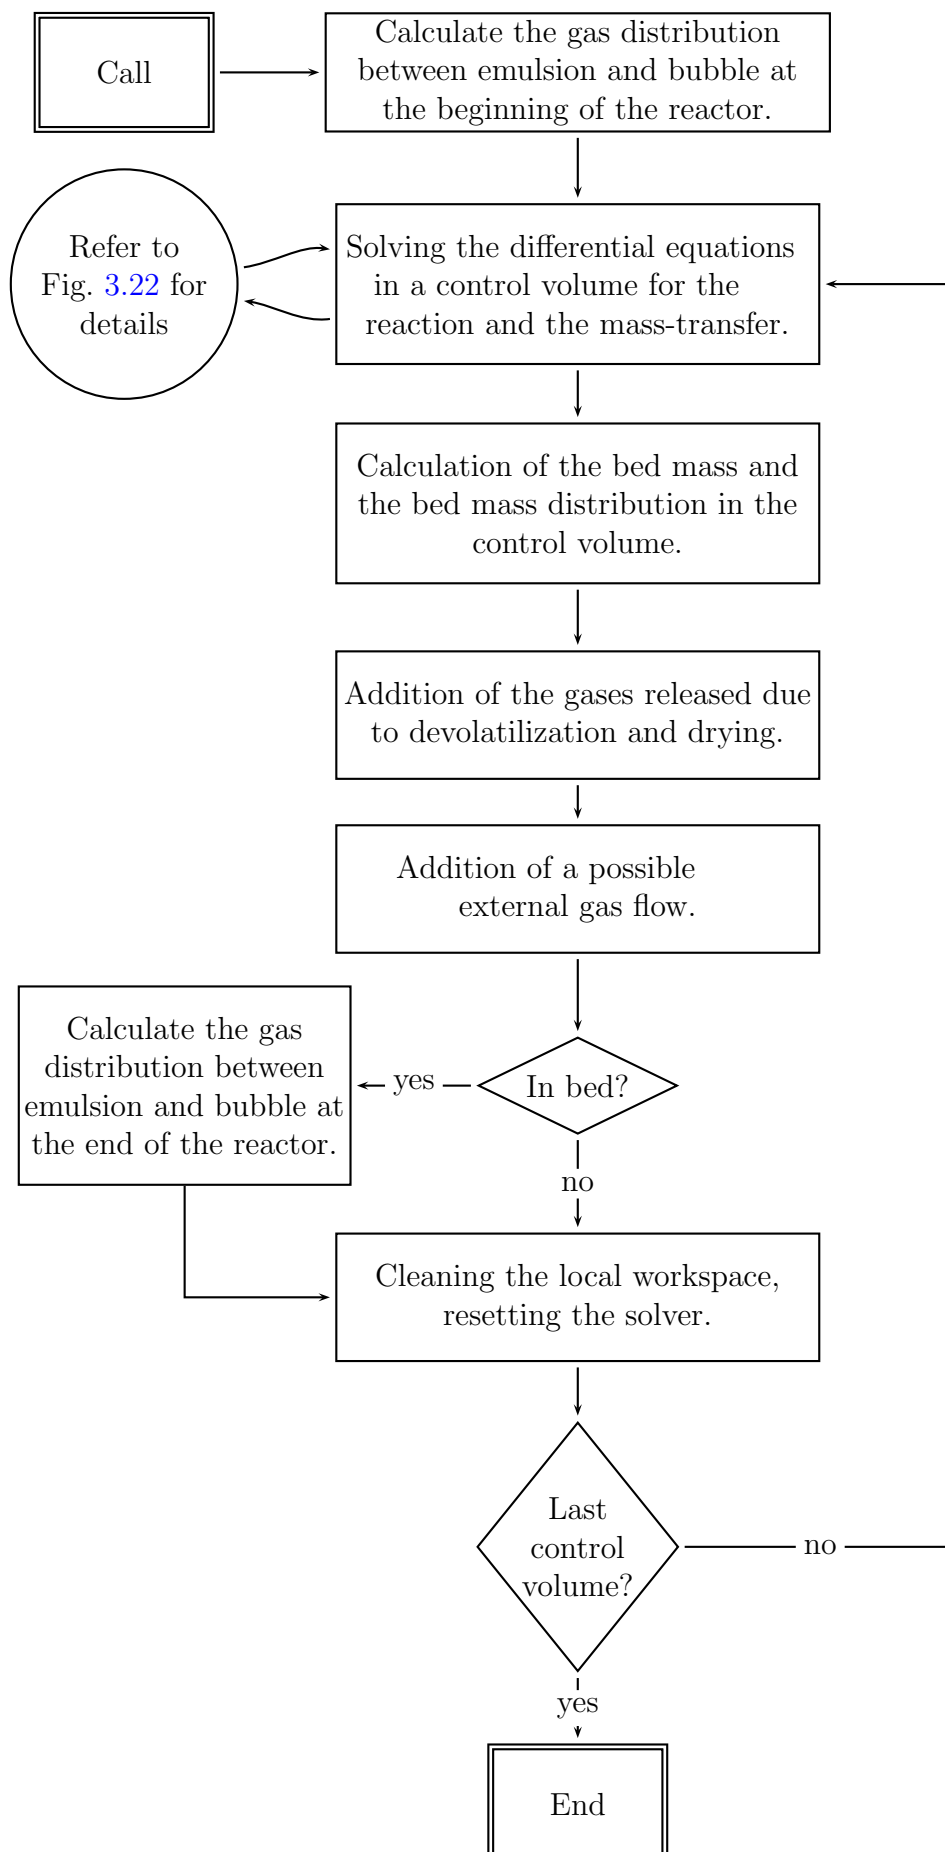 Call
Calculate the gas distribution
between emulsion and bubble at
the beginning of the reactor.
Refer to
Fig. 3.22 for
details
Solving the differential equations
in a control volume for the
reaction and the mass-transfer.
Calculation of the bed mass and
the bed mass distribution in the
control volume.
Addition of the gases released due
to devolatilization and drying.
Addition of a possible
external gas flow.
Calculate the gas
distribution between
emulsion and bubble at
the end of the reactor.
yes
In bed?
no
Cleaning the local workspace,
resetting the solver.
Last
control
volume?
no
yes
End